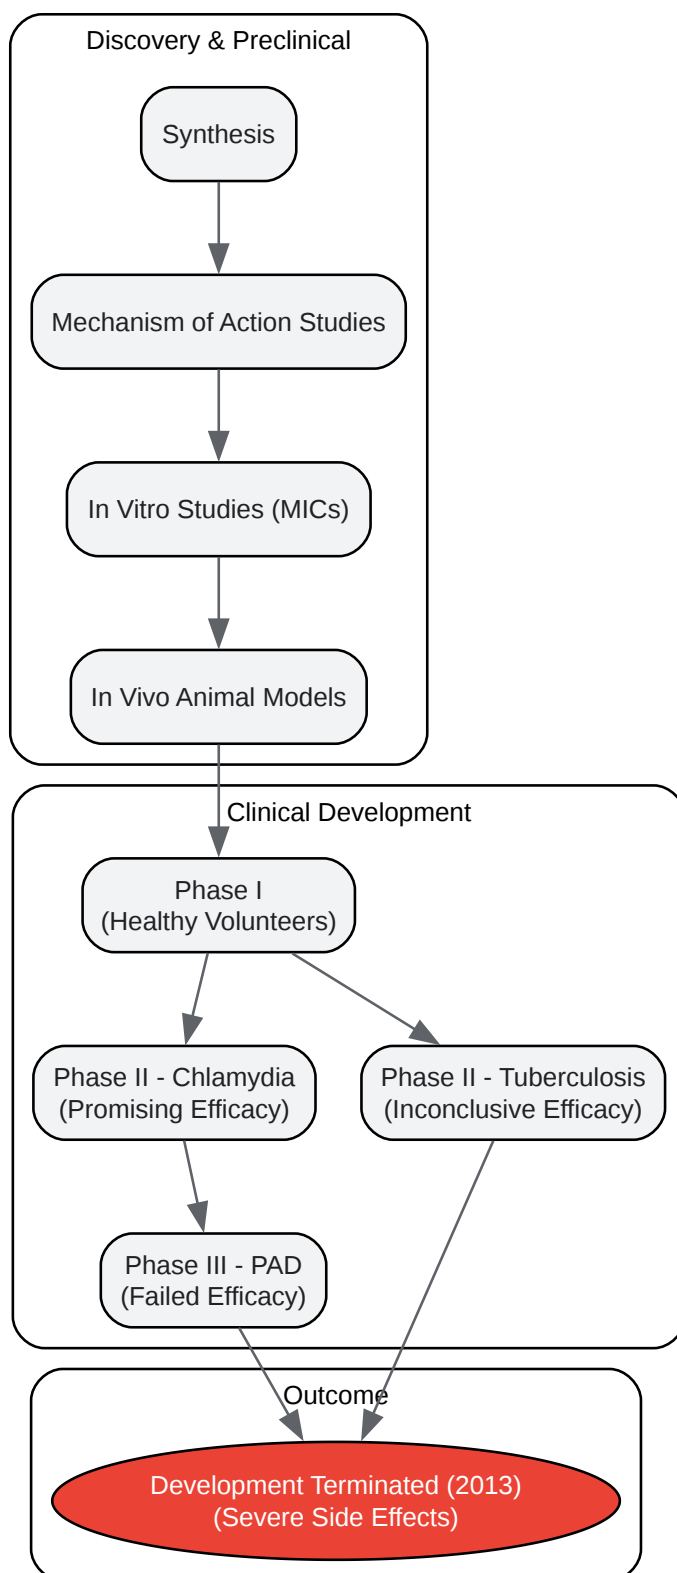 Discovery & Preclinical
Synthesis
Mechanism of Action Studies
In Vitro Studies (MICs)
In Vivo Animal Models
Clinical Development
Phase I
(Healthy Volunteers)
Phase II - Chlamydia
(Promising Efficacy)
Phase II - Tuberculosis
(Inconclusive Efficacy)
Phase III - PAD
(Failed Efficacy)
Outcome
Development Terminated (2013)
(Severe Side Effects)